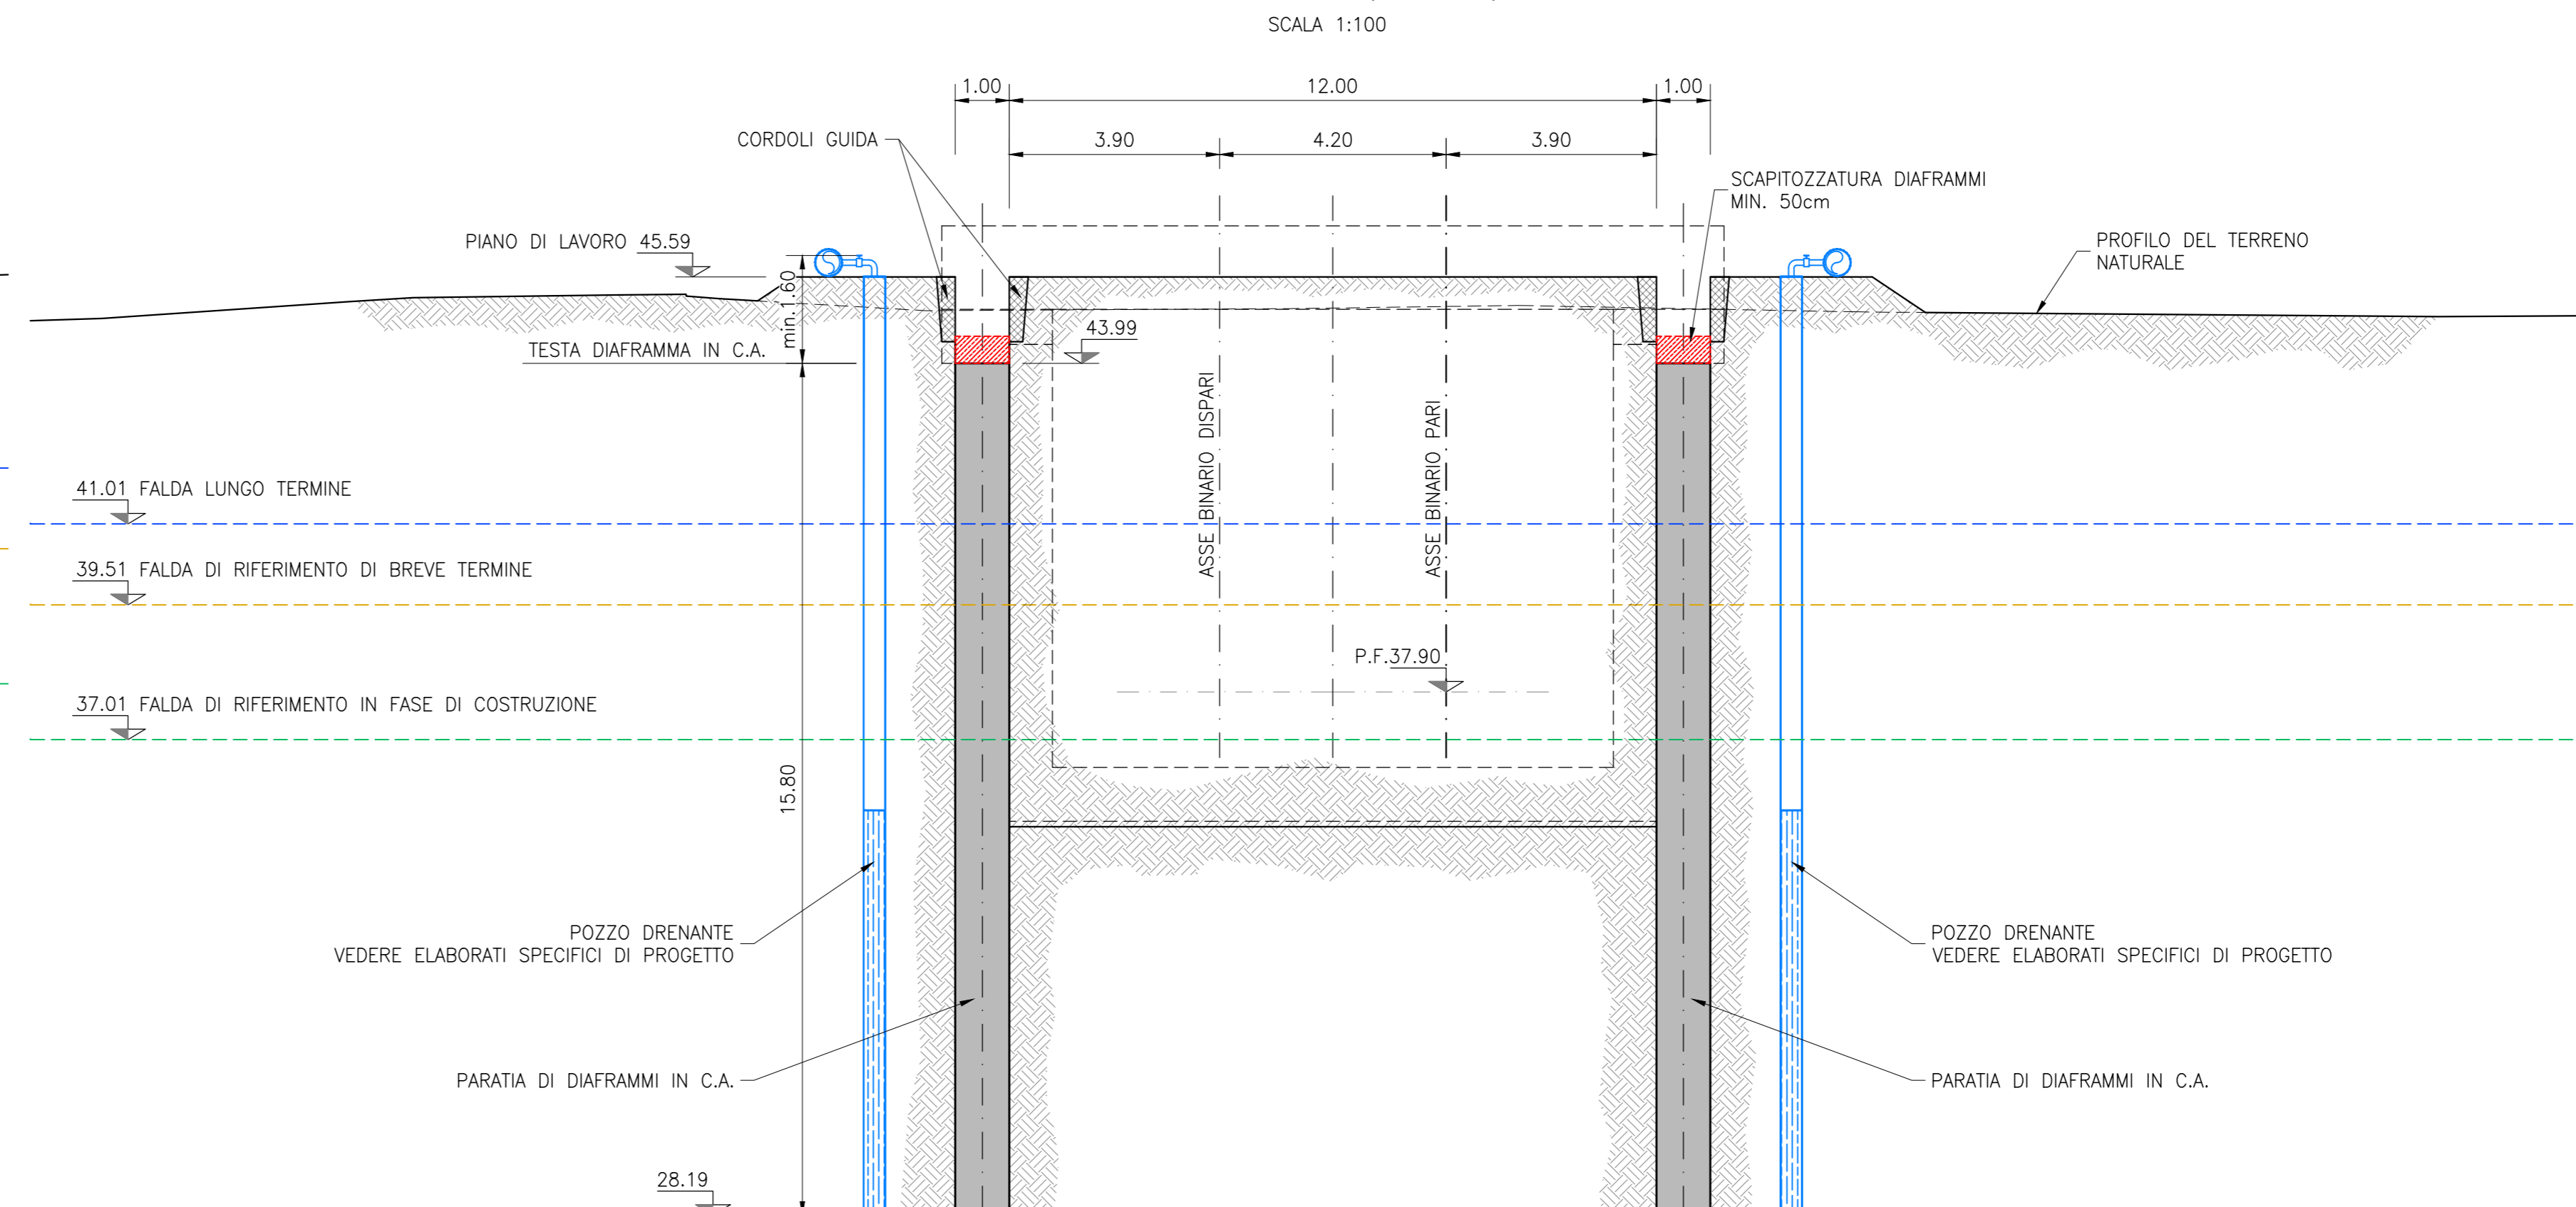 SCALA 1:100
1.00
12.00
1.00
CORDOLI GUIDA
3.90
4.20
3.90
SCAPITOZZATURA DIAFRAMMI
MIN. 50cm
PIANO DI LAVORO 45.59
PROFILO DEL TERRENO
NATURALE
min. 1.60
43.99
TESTA DIAFRAMMA IN C.A.
ASSE BINARIO DISPARI
ASSE BINARIO PARI
41.01 FALDA LUNGO TERMINE
39.51 FALDA DI RIFERIMENTO DI BREVE TERMINE
P.F.37.90
37.01 FALDA DI RIFERIMENTO IN FASE DI COSTRUZIONE
15.80
POZZO DRENANTE
VEDERE ELABORATI SPECIFICI DI PROGETTO
POZZO DRENANTE
VEDERE ELABORATI SPECIFICI DI PROGETTO
PARATIA DI DIAFRAMMI IN C.A.
PARATIA DI DIAFRAMMI IN C.A.
28.19